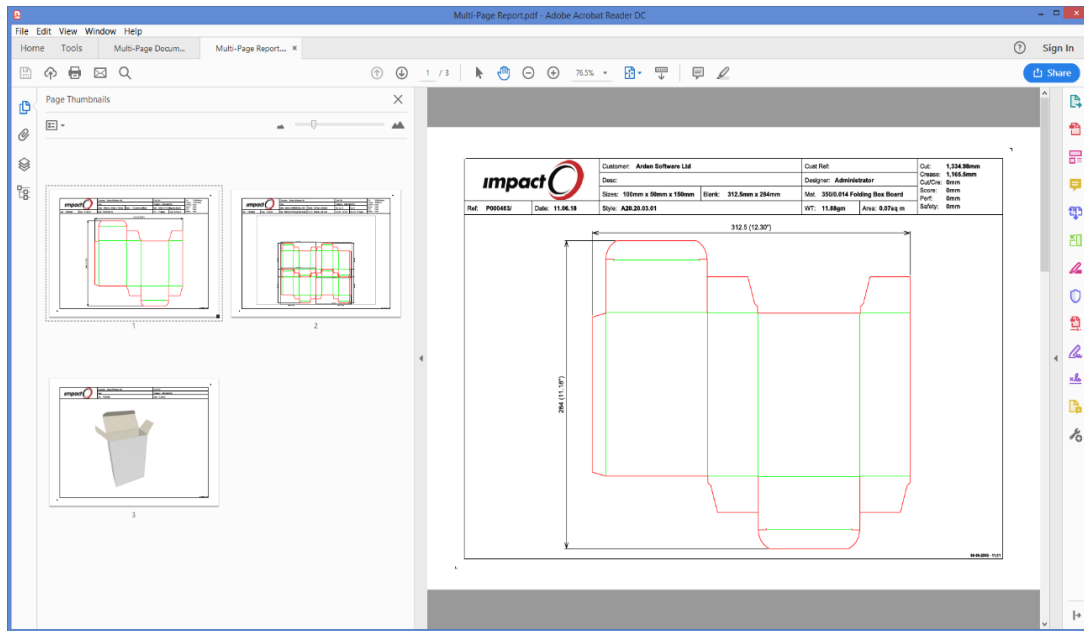 Multi-Page Report.pdf - Adobe Acrobat Reader DC
File Edit View Window Help
Home Tools Multi-Page Docum... Multi-Page Report... ×
Sign In
1 / 3
76.5%
Share
Page Thumbnails
1
2
3
impact
Customer: Arden Software Ltd
Desc:
Sizes: 100mm x 50mm x 150mm Blank: 312.5mm x 284mm
Ref: P000463/ Date: 11.06.18 Style: A20.20.03.01
Cust Ref:
Designer: Administrator
Mat: 350/0.014 Folding Box Board
WT: 11.68gm Area: 0.07sq m
Cut: 1,334.98mm
Crease: 1,165.5mm
Cut/Cre: 0mm
Score: 0mm
Perf: 0mm
Safety: 0mm
312.5 (12.30")
284 (11.18")
impact
impact
impact